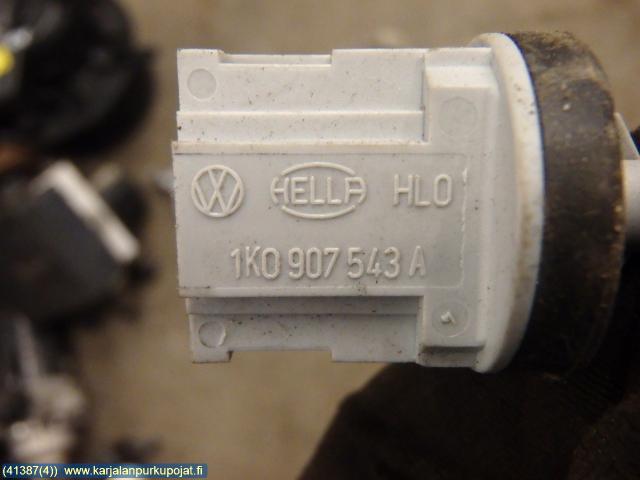 VW HELLA HLO
1K0 907 543 A
(41387(4)) www.karjalanpurkupojat.fi